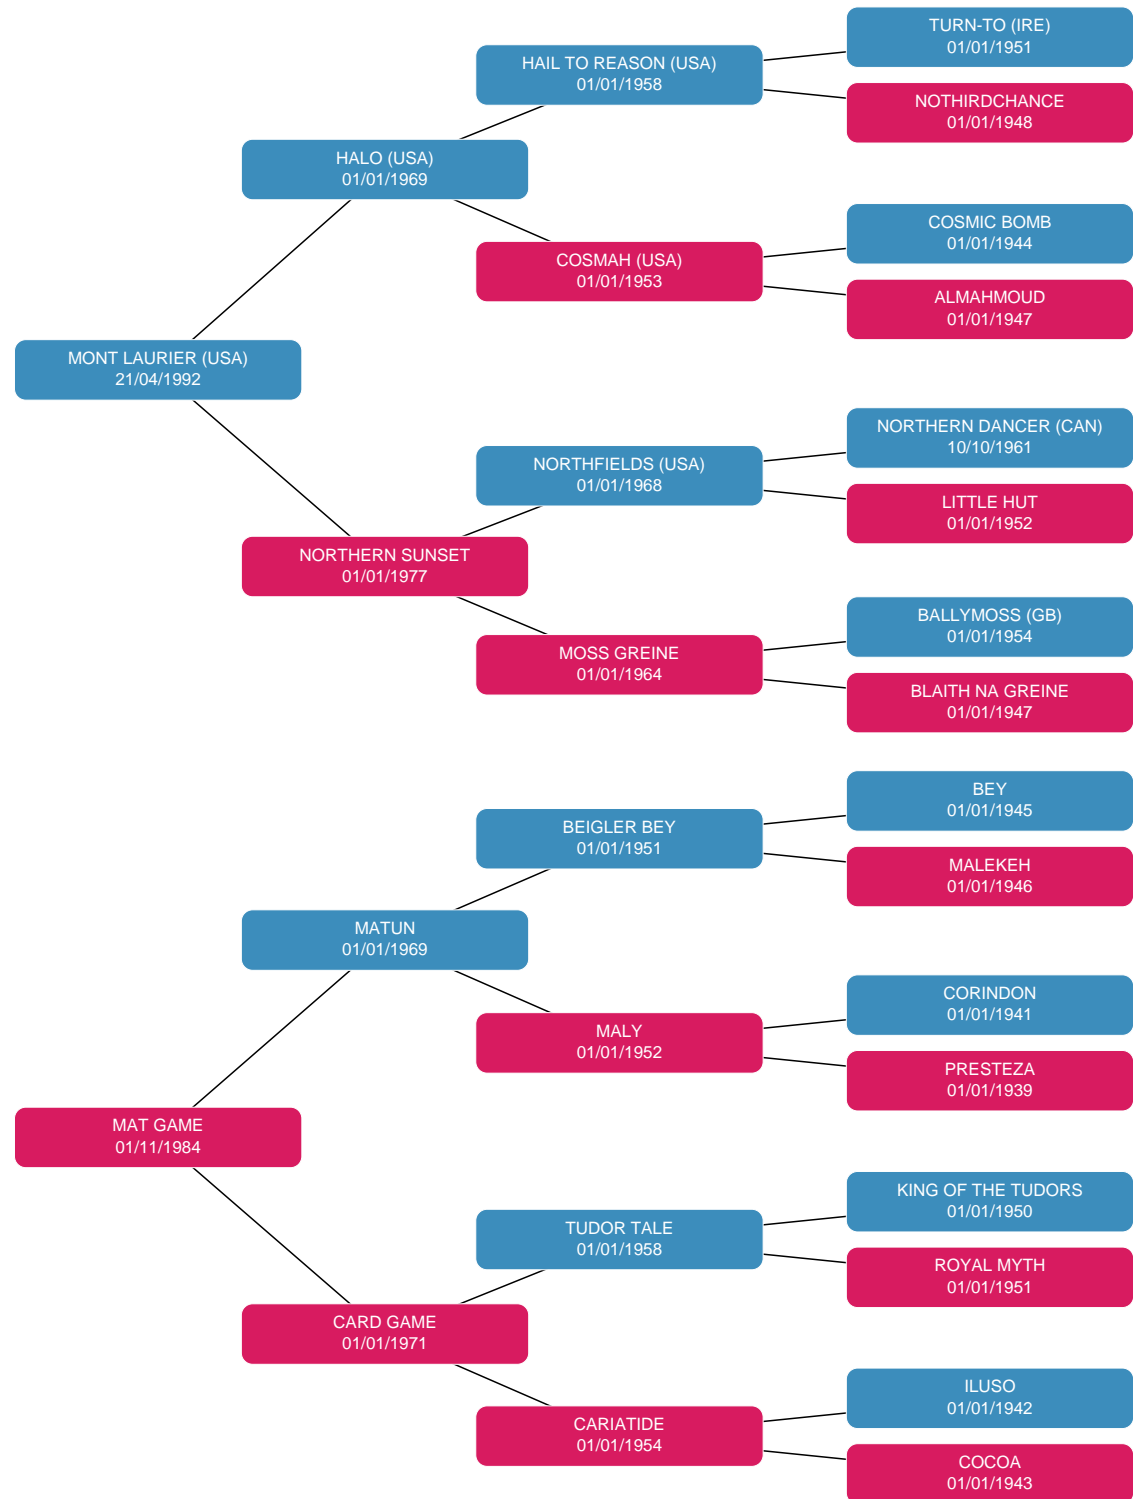 TURN-TO (IRE)
01/01/1951
HAIL TO REASON (USA)
01/01/1958
NOTHIRDCHANCE
01/01/1948
HALO (USA)
01/01/1969
COSMIC BOMB
01/01/1944
COSMAH (USA)
01/01/1953
ALMAHMOUD
01/01/1947
MONT LAURIER (USA)
21/04/1992
NORTHERN DANCER (CAN)
10/10/1961
NORTHFIELDS (USA)
01/01/1968
LITTLE HUT
01/01/1952
NORTHERN SUNSET
01/01/1977
BALLYMOSS (GB)
01/01/1954
MOSS GREINE
01/01/1964
BLAITH NA GREINE
01/01/1947
BEY
01/01/1945
BEIGLER BEY
01/01/1951
MALEKEH
01/01/1946
MATUN
01/01/1969
CORINDON
01/01/1941
MALY
01/01/1952
PRESTEZA
01/01/1939
MAT GAME
01/11/1984
KING OF THE TUDORS
01/01/1950
TUDOR TALE
01/01/1958
ROYAL MYTH
01/01/1951
CARD GAME
01/01/1971
ILUSO
01/01/1942
CARIATIDE
01/01/1954
COCOA
01/01/1943